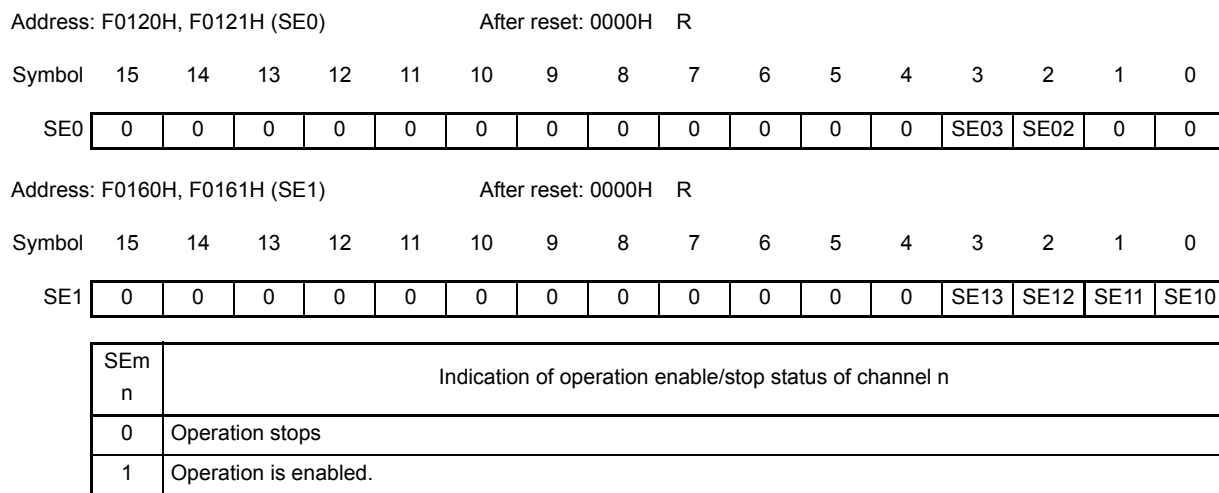 Address: F0120H, F0121H (SE0) After reset: 0000H R
Symbol 15 14 13 12 11 10 9 8 7 6 5 4 3 2 1 0
SE0 0 0 0 0 0 0 0 0 0 0 0 0 SE03 SE02 0 0
Address: F0160H, F0161H (SE1) After reset: 0000H R
Symbol 15 14 13 12 11 10 9 8 7 6 5 4 3 2 1 0
SE1 0 0 0 0 0 0 0 0 0 0 0 0 SE13 SE12 SE11 SE10
SEm
n
Indication of operation enable/stop status of channel n
0 Operation stops
1 Operation is enabled.